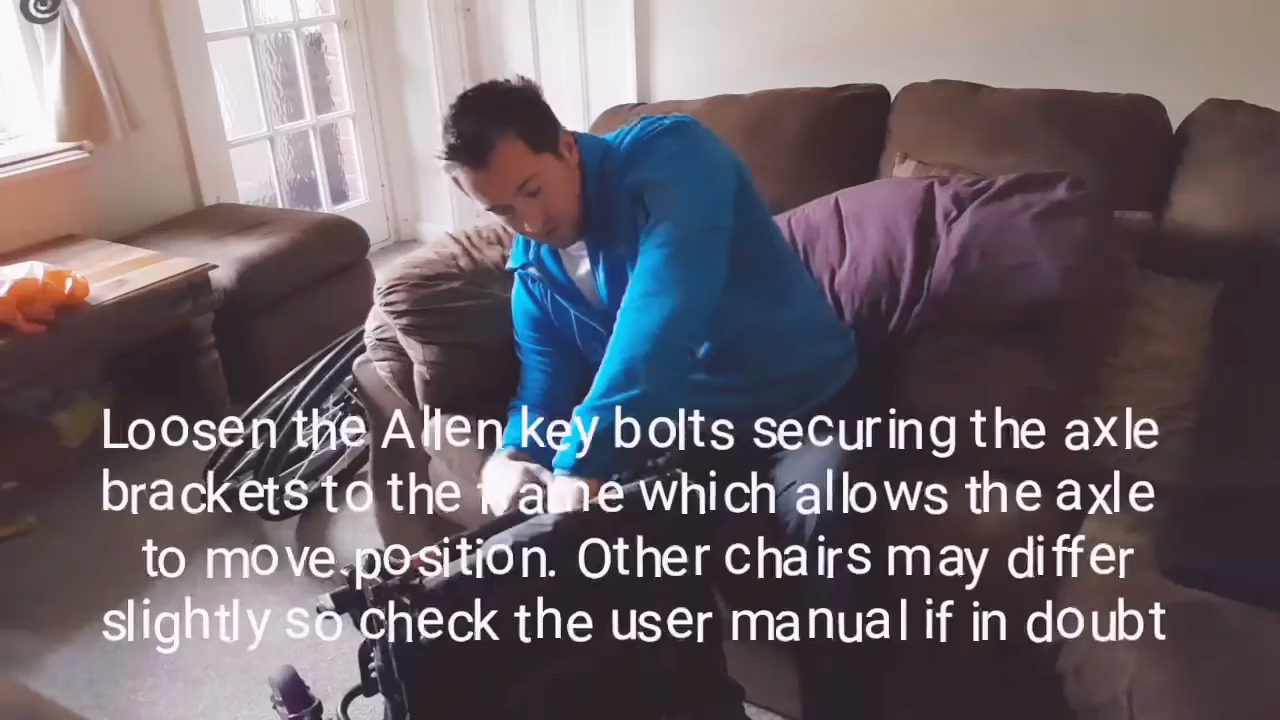 Loosen the Allen key bolts securing the axle
brackets to the frame which allows the axle
to move position. Other chairs may differ
slightly so check the user manual if in doubt